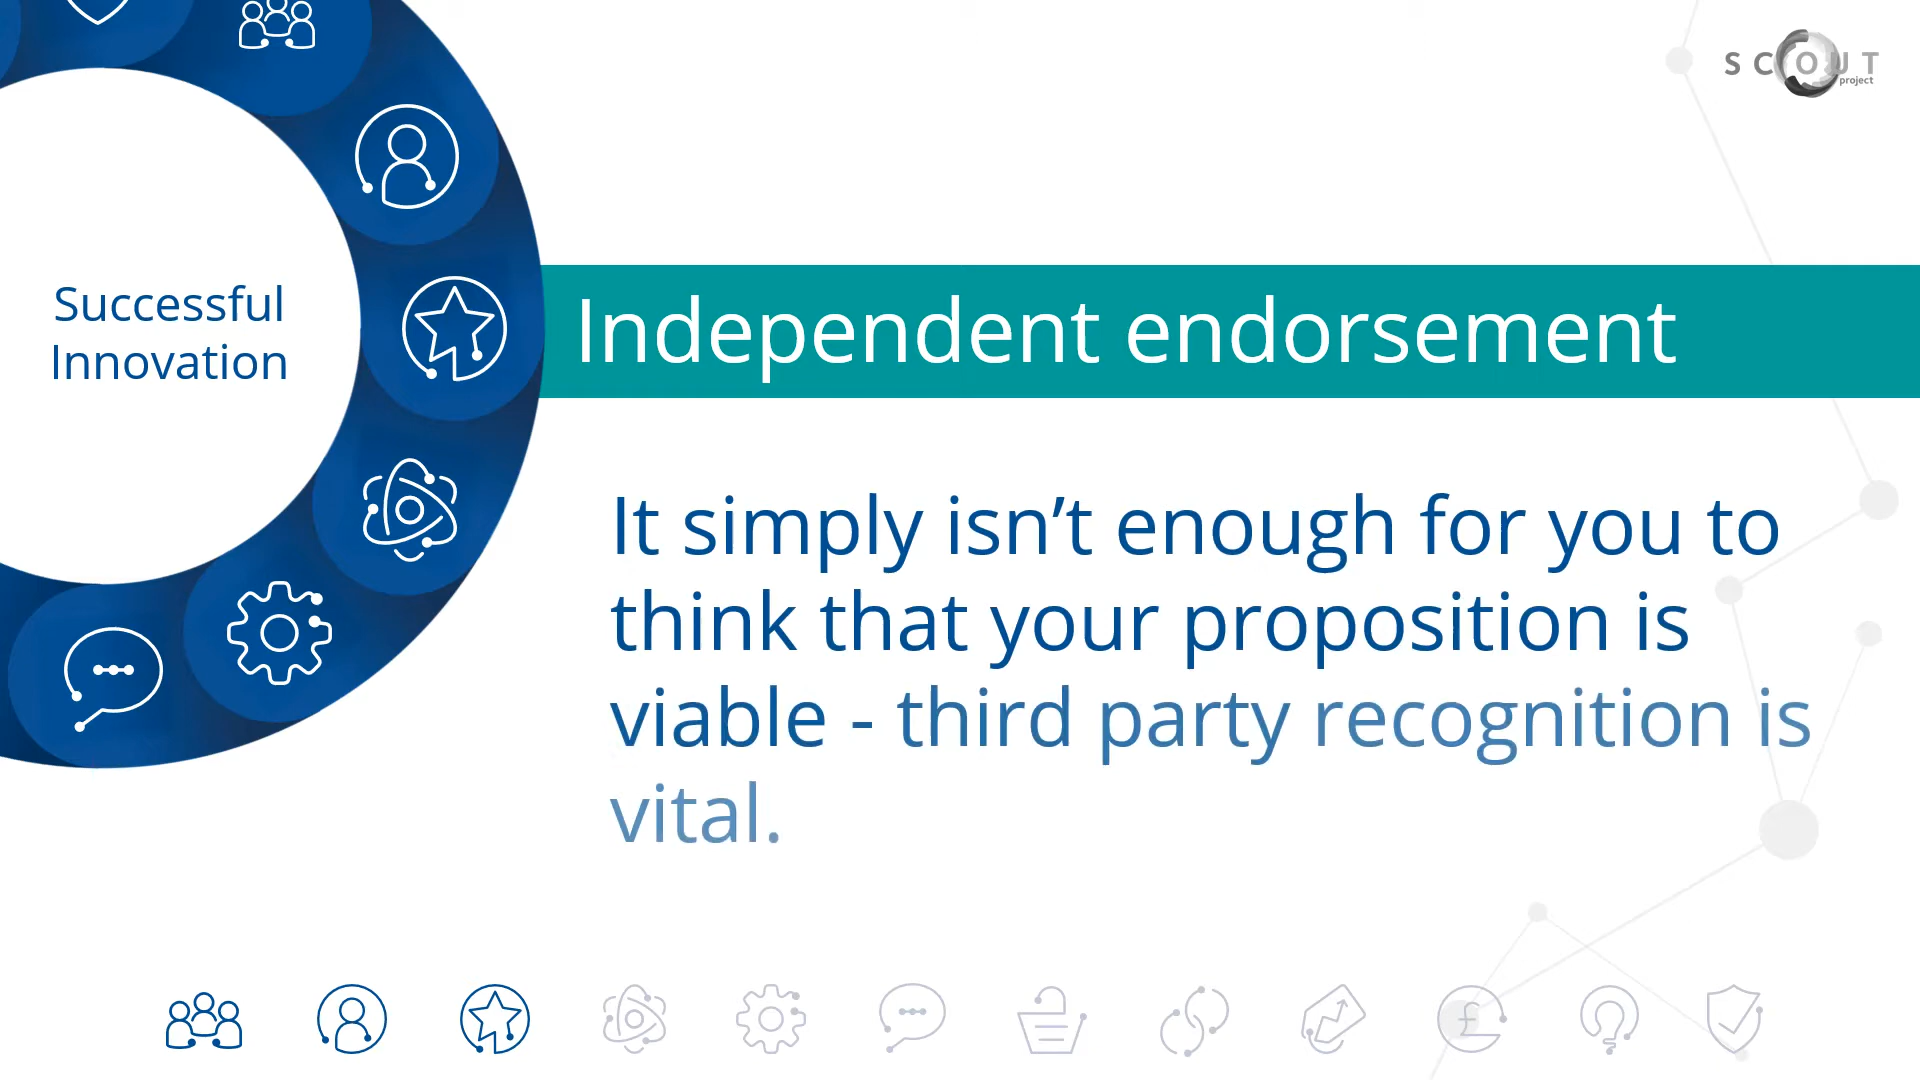 SCOUT
project
Successful
Innovation
Independent endorsement
It simply isn’t enough for you to
think that your proposition is
viable - third party recognition is
vital.
£